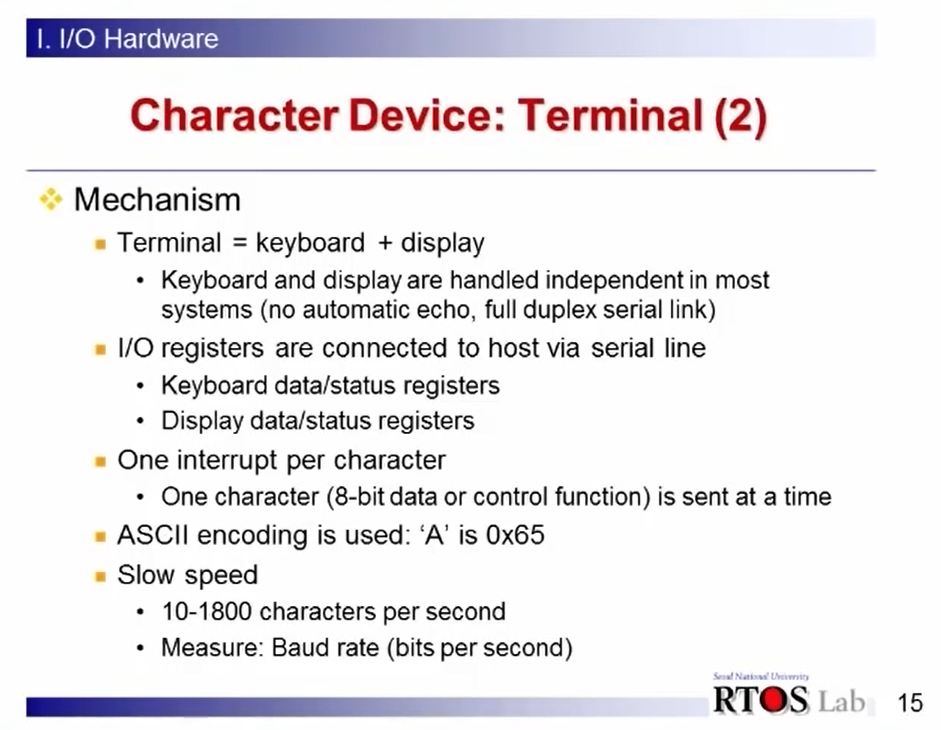 I. I/O Hardware
Character Device: Terminal (2)
Mechanism
Terminal = keyboard + display
• Keyboard and display are handled independent in most
systems (no automatic echo, full duplex serial link)
I/O registers are connected to host via serial line
• Keyboard data/status registers
• Display data/status registers
One interrupt per character
• One character (8-bit data or control function) is sent at a time
ASCII encoding is used: ‘A’ is 0x65
Slow speed
• 10-1800 characters per second
• Measure: Baud rate (bits per second)
Seoul National University
RTOS Lab
15